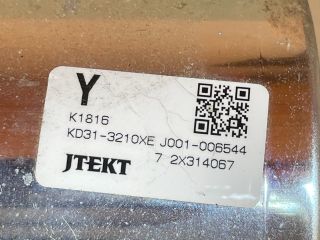 Y
K1816
KD31-3210XE J001-006544
JTEKT 7 2X314067